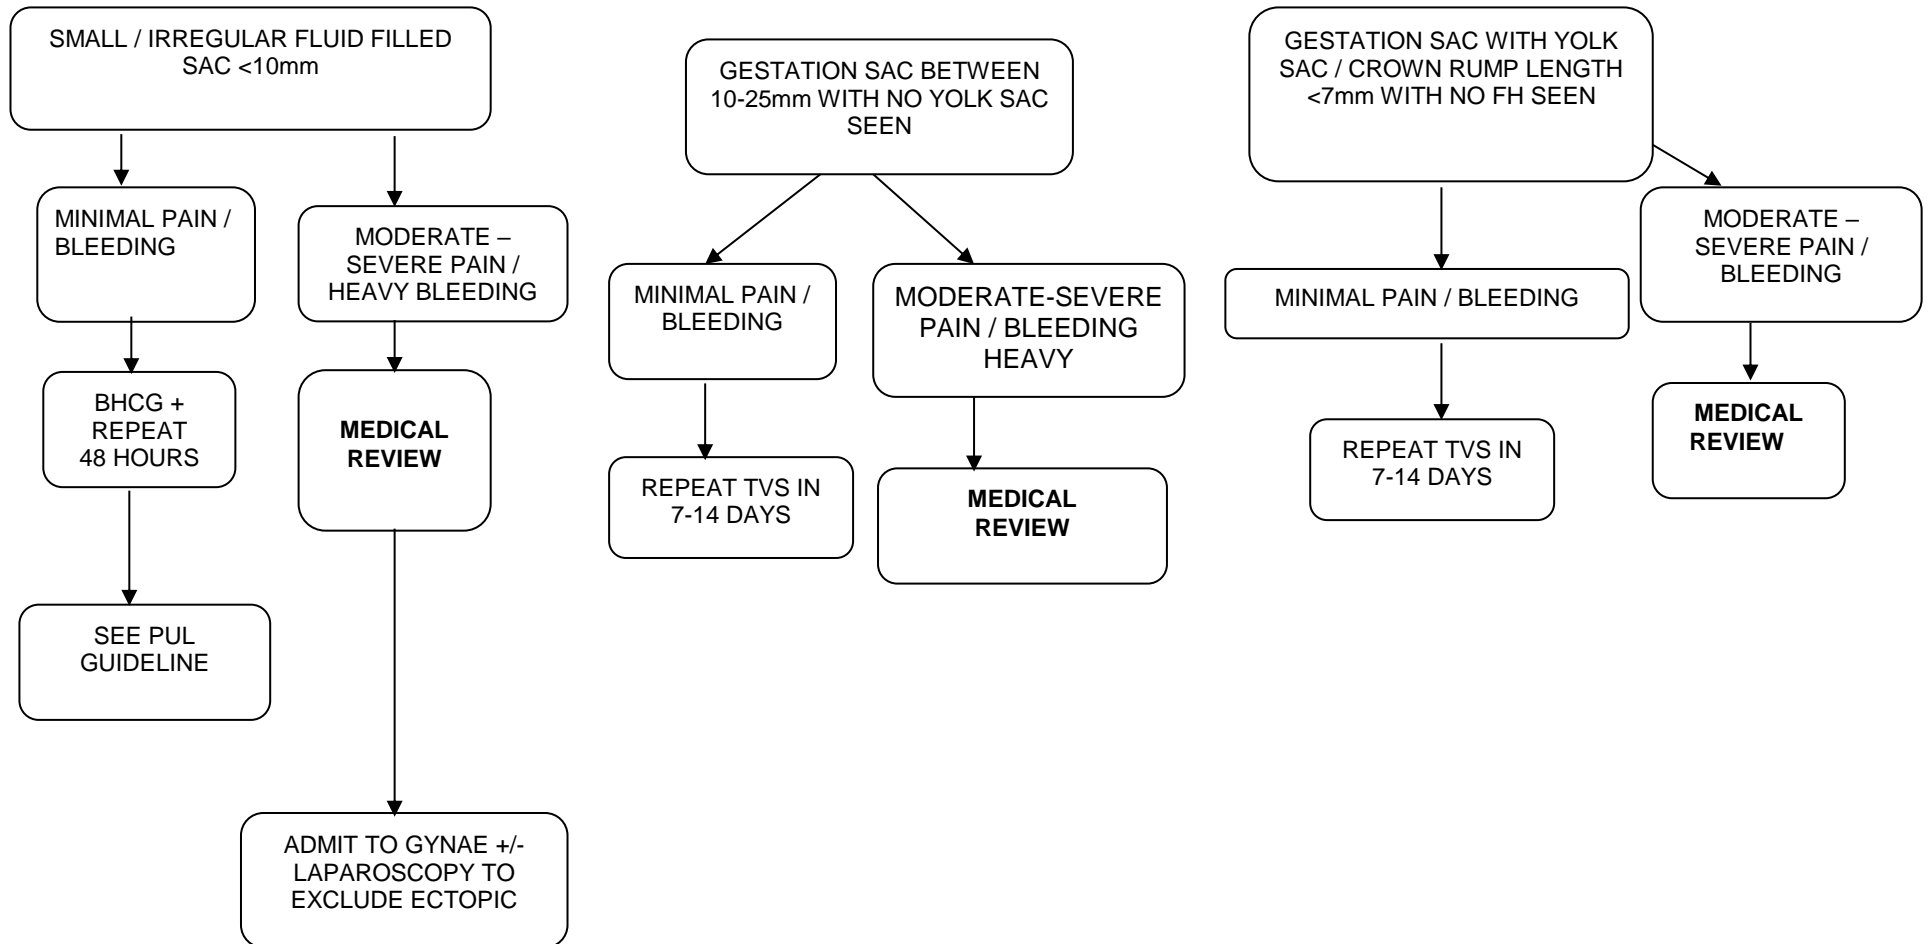 SMALL / IRREGULAR FLUID FILLED
SAC <10mm
MINIMAL PAIN /
BLEEDING
MODERATE –
SEVERE PAIN /
HEAVY BLEEDING
BHCG +
REPEAT
48 HOURS
MEDICAL
REVIEW
SEE PUL
GUIDELINE
ADMIT TO GYNAE +/-
LAPAROSCOPY TO
EXCLUDE ECTOPIC
GESTATION SAC BETWEEN
10-25mm WITH NO YOLK SAC
SEEN
MINIMAL PAIN /
BLEEDING
MODERATE-SEVERE
PAIN / BLEEDING
HEAVY
REPEAT TVS IN
7-14 DAYS
MEDICAL
REVIEW
GESTATION SAC WITH YOLK
SAC / CROWN RUMP LENGTH
<7mm WITH NO FH SEEN
MINIMAL PAIN / BLEEDING
MODERATE –
SEVERE PAIN /
BLEEDING
REPEAT TVS IN
7-14 DAYS
MEDICAL
REVIEW